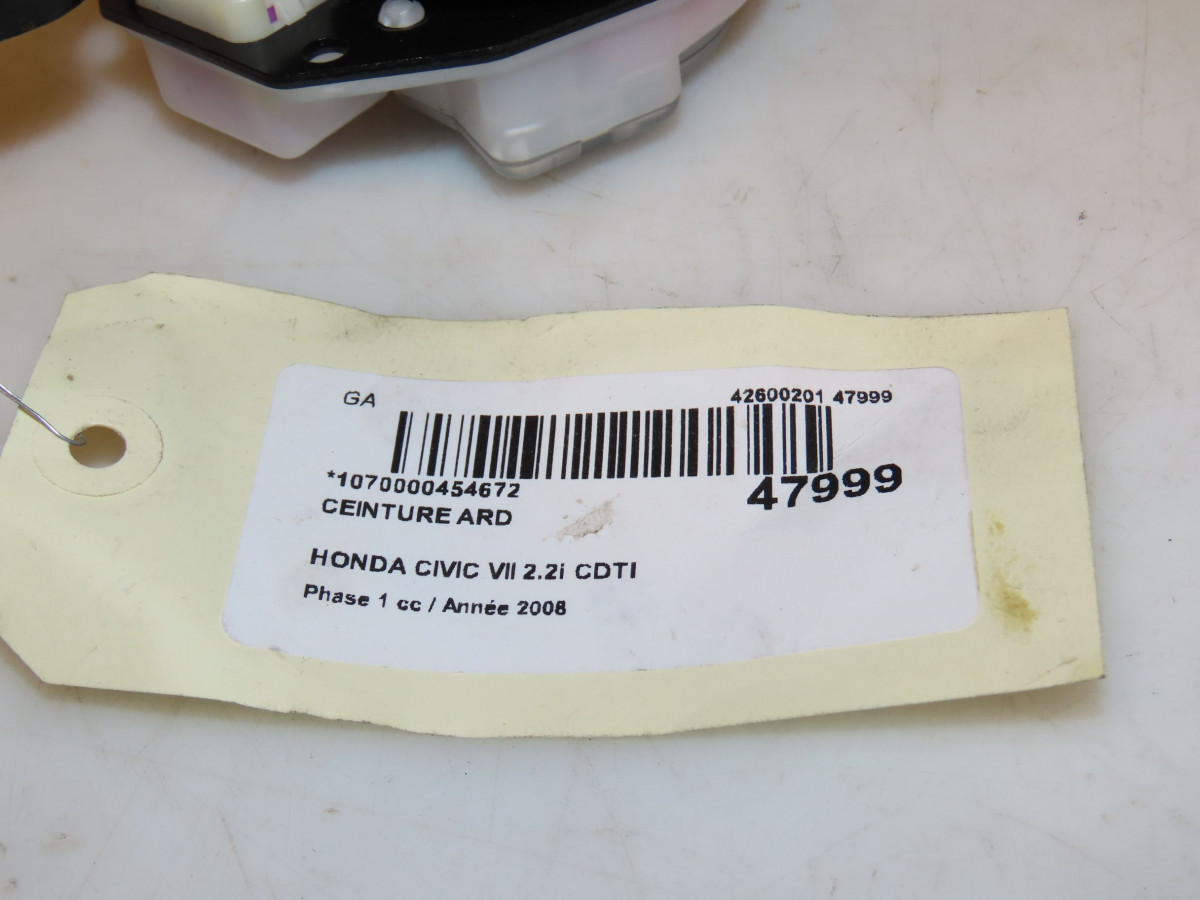 GA 42600201 47999
*1070000454672 47999
CEINTURE ARD
HONDA CIVIC VII 2.2i CDTI
Phase 1 cc / Année 2008